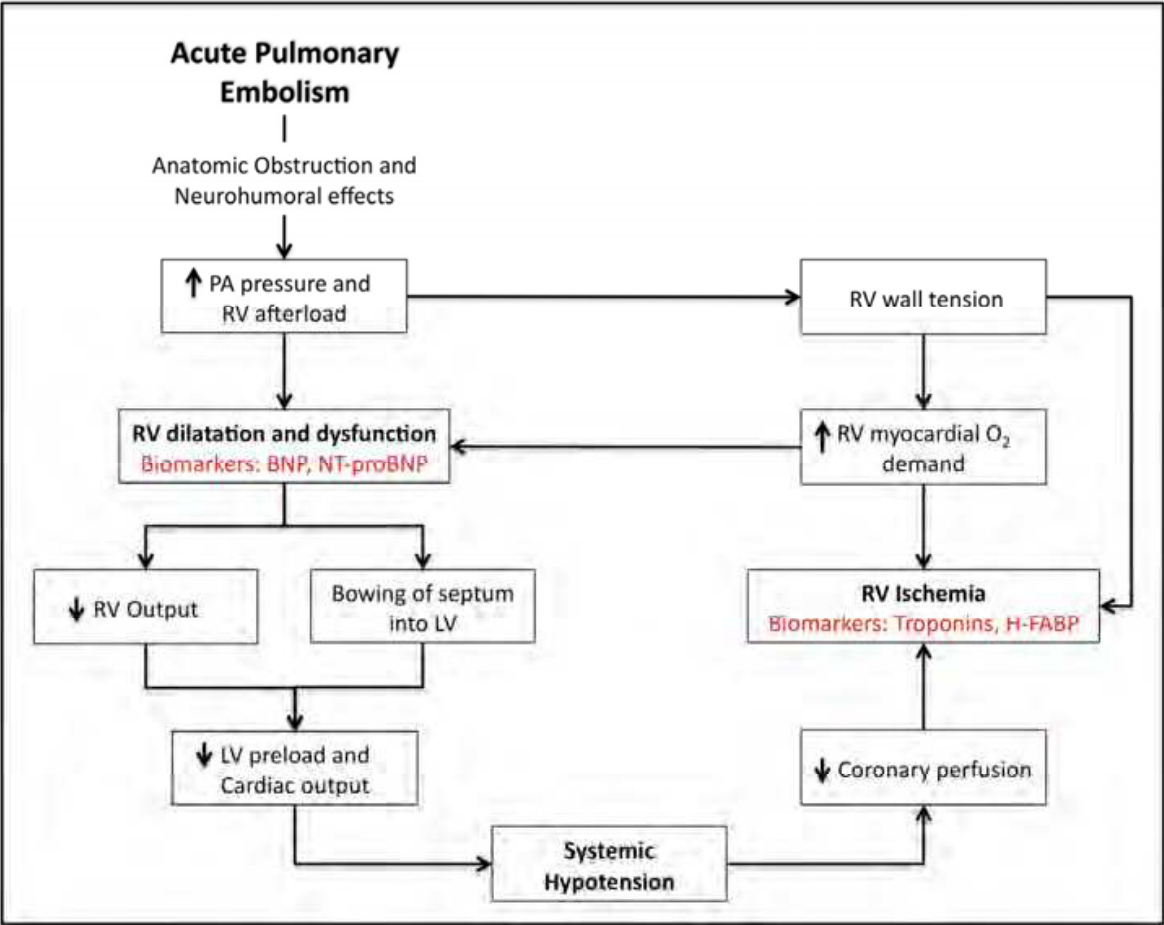 Acute Pulmonary
Embolism
Anatomic Obstruction and
Neurohumoral effects
↑ PA pressure and
RV afterload
RV wall tension
RV dilatation and dysfunction
Biomarkers: BNP, NT-proBNP
↑ RV myocardial O₂
demand
↓ RV Output
Bowing of septum
into LV
RV Ischemia
Biomarkers: Troponins, H-FABP
↓ LV preload and
Cardiac output
↓ Coronary perfusion
Systemic
Hypotension